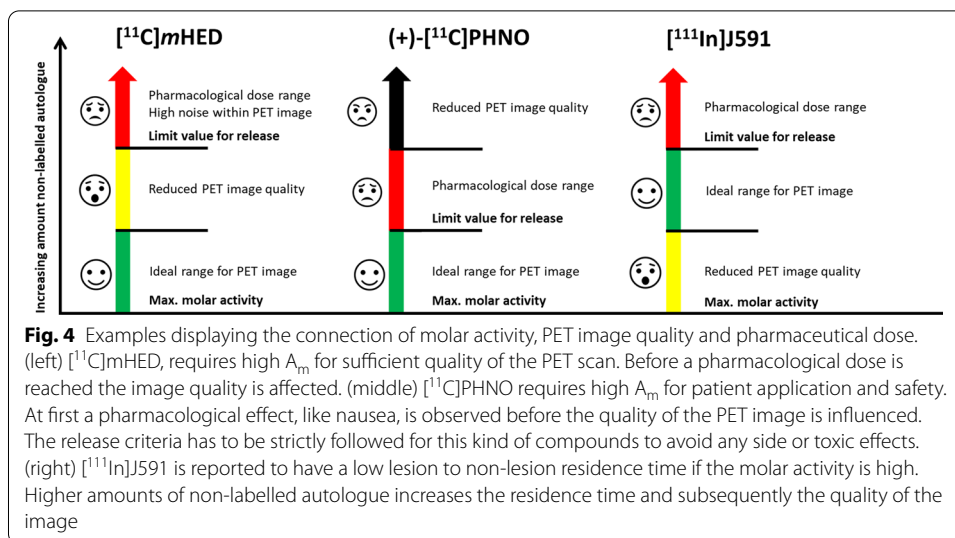 Increasing amount non-labelled autologue
[¹¹C]mHED
Pharmacological dose range
High noise within PET image
Limit value for release
Reduced PET image quality
Ideal range for PET image
Max. molar activity
(+)-[¹¹C]PHNO
Reduced PET image quality
Pharmacological dose range
Limit value for release
Ideal range for PET image
Max. molar activity
[¹¹¹In]J591
Pharmacological dose range
Limit value for release
Ideal range for PET image
Reduced PET image quality
Max. molar activity
Fig. 4 Examples displaying the connection of molar activity, PET image quality and pharmaceutical dose.
(left) [¹¹C]mHED, requires high Aₘ for sufficient quality of the PET scan. Before a pharmacological dose is
reached the image quality is affected. (middle) [¹¹C]PHNO requires high Aₘ for patient application and safety.
At first a pharmacological effect, like nausea, is observed before the quality of the PET image is influenced.
The release criteria has to be strictly followed for this kind of compounds to avoid any side or toxic effects.
(right) [¹¹¹In]J591 is reported to have a low lesion to non-lesion residence time if the molar activity is high.
Higher amounts of non-labelled autologue increases the residence time and subsequently the quality of the
image